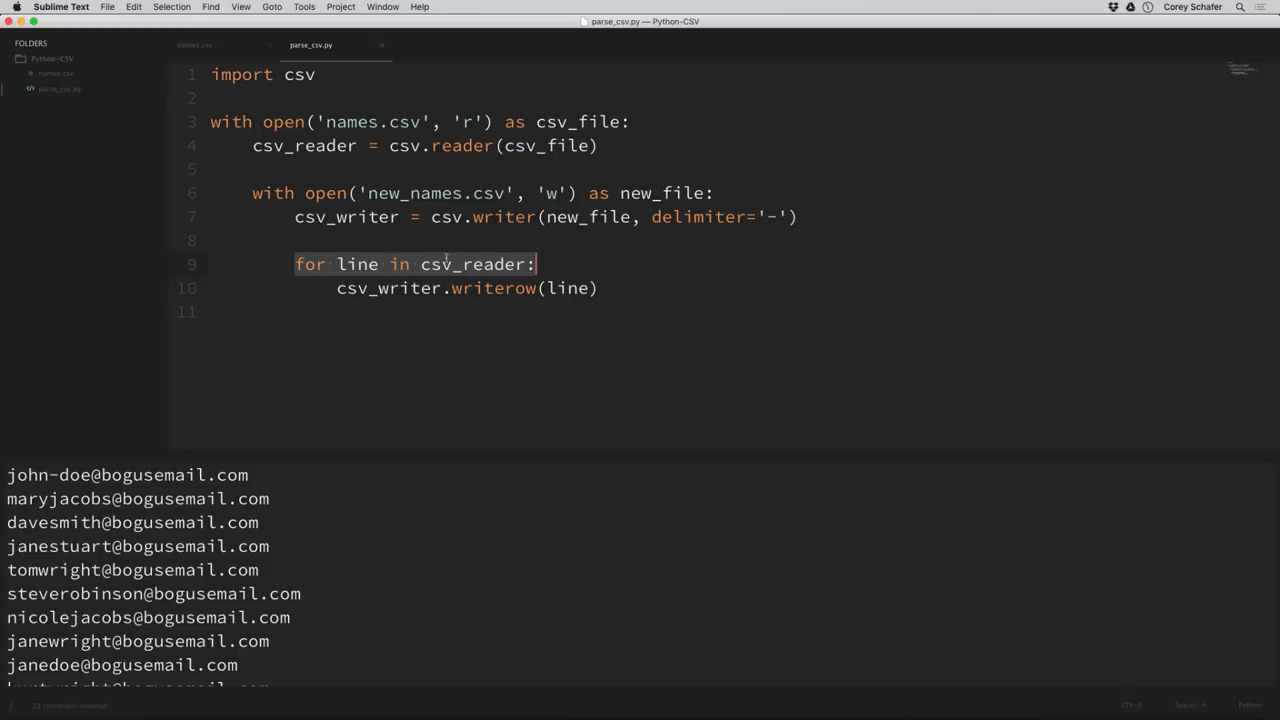 Sublime Text File Edit Selection Find View Goto Tools Project Window Help Corey Schafer
parse_csv.py — Python-CSV
FOLDERS
Python-CSV
names.csv
parse_csv.py
names.csv × parse_csv.py ×
1 import csv
2
3 with open('names.csv', 'r') as csv_file:
4 csv_reader = csv.reader(csv_file)
5
6 with open('new_names.csv', 'w') as new_file:
7 csv_writer = csv.writer(new_file, delimiter='-')
8
9 for line in csv_reader:
10 csv_writer.writerow(line)
11
john-doe@bogusemail.com
maryjacobs@bogusemail.com
davesmith@bogusemail.com
janestuart@bogusemail.com
tomwright@bogusemail.com
steverobinson@bogusemail.com
nicolejacobs@bogusemail.com
janewright@bogusemail.com
janedoe@bogusemail.com
23 characters selected UTF-8 Spaces: 4 Python